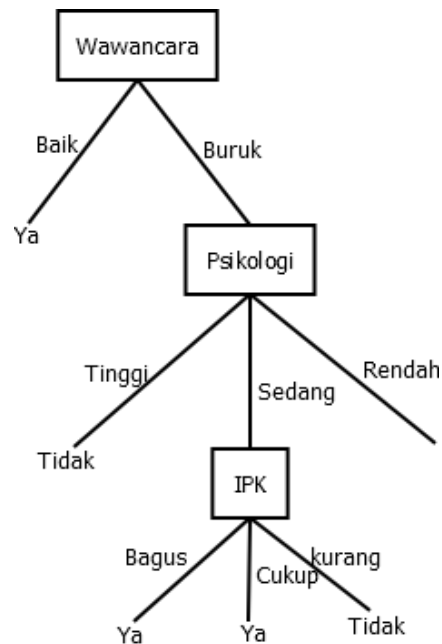 Wawancara
Baik
Buruk
Ya
Psikologi
Tinggi
Sedang
Rendah
Tidak
IPK
Bagus
Cukup
kurang
Ya
Ya
Tidak